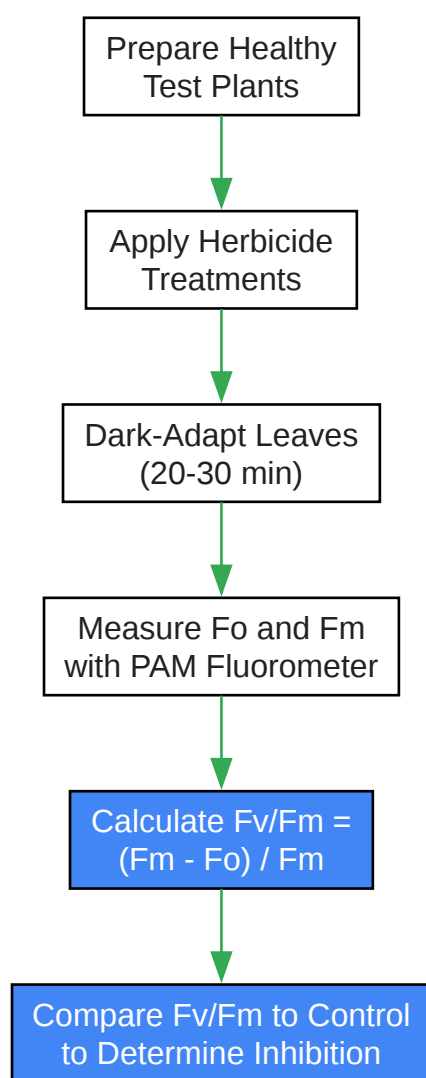 Prepare Healthy
Test Plants
Apply Herbicide
Treatments
Dark-Adapt Leaves
(20-30 min)
Measure Fo and Fm
with PAM Fluorometer
Calculate Fv/Fm =
(Fm - Fo) / Fm
Compare Fv/Fm to Control
to Determine Inhibition